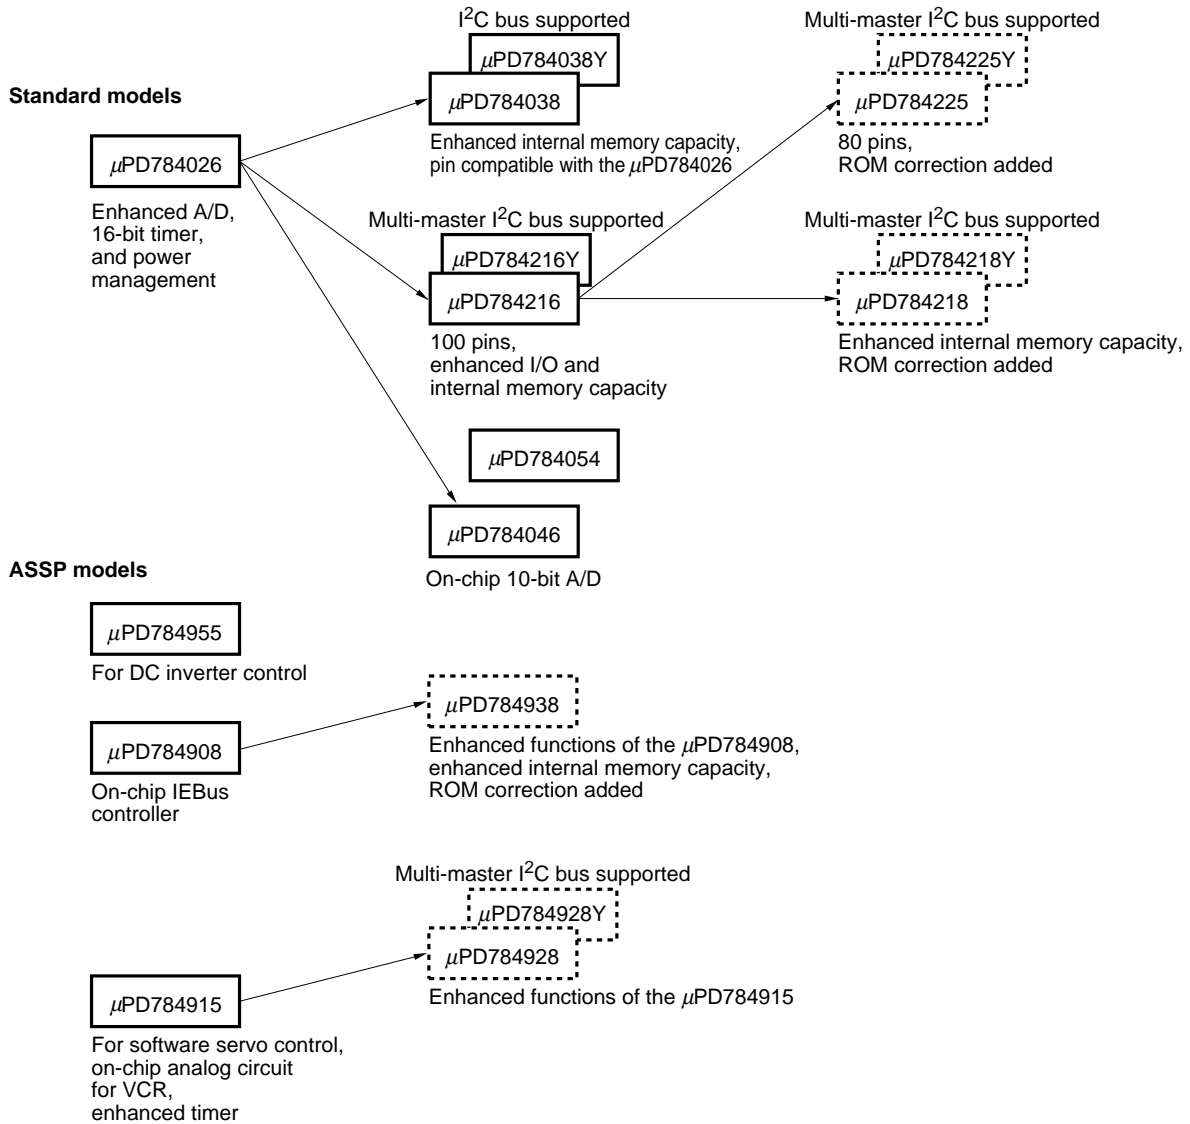 I²C bus supported
μPD784038Y
μPD784038
Enhanced internal memory capacity,
pin compatible with the μPD784026
Multi-master I²C bus supported
μPD784225Y
μPD784225
80 pins,
ROM correction added
Standard models
μPD784026
Enhanced A/D,
16-bit timer,
and power
management
Multi-master I²C bus supported
μPD784216Y
μPD784216
100 pins,
enhanced I/O and
internal memory capacity
Multi-master I²C bus supported
μPD784218Y
μPD784218
Enhanced internal memory capacity,
ROM correction added
μPD784054
μPD784046
On-chip 10-bit A/D
ASSP models
μPD784955
For DC inverter control
μPD784908
On-chip IEBus
controller
μPD784938
Enhanced functions of the μPD784908,
enhanced internal memory capacity,
ROM correction added
Multi-master I²C bus supported
μPD784928Y
μPD784928
Enhanced functions of the μPD784915
μPD784915
For software servo control,
on-chip analog circuit
for VCR,
enhanced timer